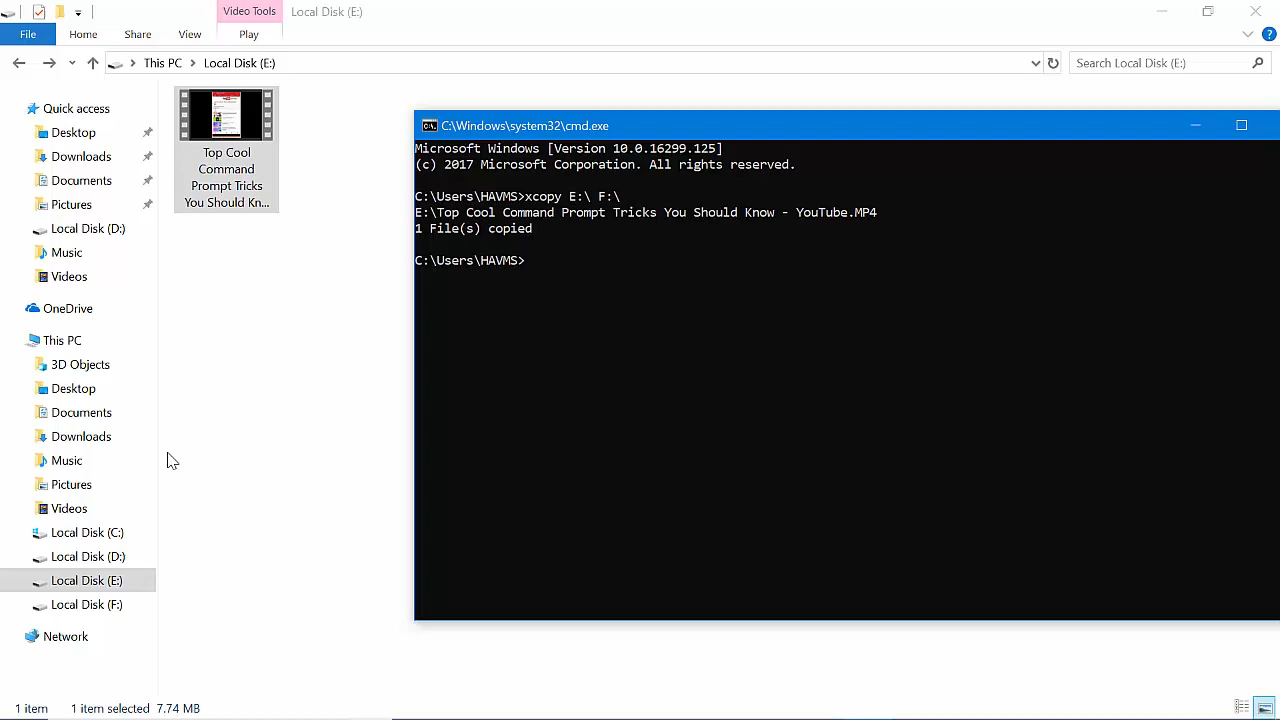 Video Tools
Local Disk (E:)
File
Home
Share
View
Play
This PC
Local Disk (E:)
Search Local Disk (E:)
Quick access
Desktop
Downloads
Documents
Pictures
Local Disk (D:)
Music
Videos
OneDrive
This PC
3D Objects
Desktop
Documents
Downloads
Music
Pictures
Videos
Local Disk (C:)
Local Disk (D:)
Local Disk (E:)
Local Disk (F:)
Network
Top Cool
Command
Prompt Tricks
You Should Kn...
C:\Windows\system32\cmd.exe
Microsoft Windows [Version 10.0.16299.125]
(c) 2017 Microsoft Corporation. All rights reserved.
C:\Users\HAVMS>xcopy E:\ F:\
E:\Top Cool Command Prompt Tricks You Should Know - YouTube.MP4
1 File(s) copied
C:\Users\HAVMS>
1 item
1 item selected 7.74 MB